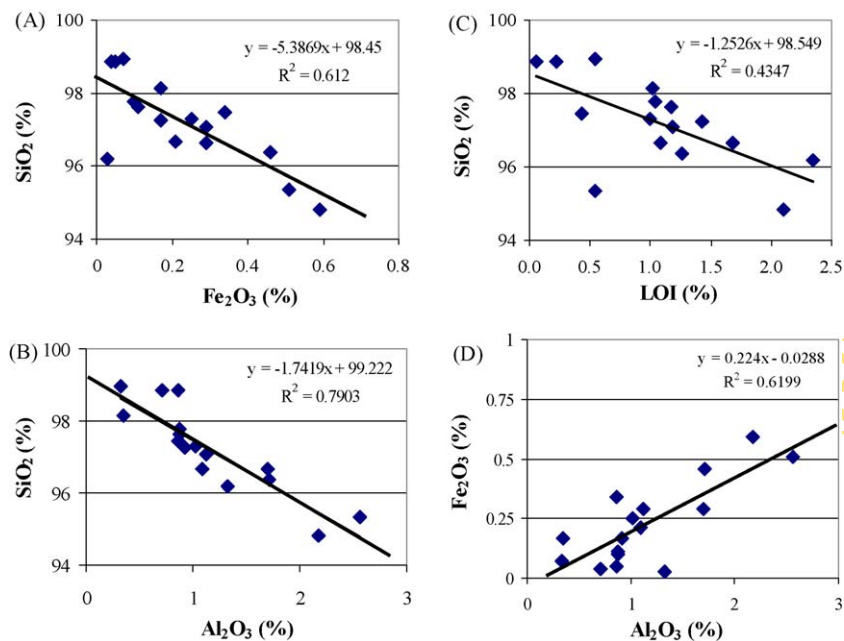 (A)
100
98
96
94
SiO₂ (%)
y = -5.3869x + 98.45
R² = 0.612
0 0.2 0.4 0.6 0.8
Fe₂O₃ (%)
(C)
100
98
96
94
SiO₂ (%)
y = -1.2526x + 98.549
R² = 0.4347
0.0 0.5 1.0 1.5 2.0 2.5
LOI (%)
(B)
100
98
96
94
SiO₂ (%)
y = -1.7419x + 99.222
R² = 0.7903
0 1 2 3
Al₂O₃ (%)
(D)
1
0.75
0.5
0.25
0
Fe₂O₃ (%)
y = 0.224x - 0.0288
R² = 0.6199
0 1 2 3
Al₂O₃ (%)